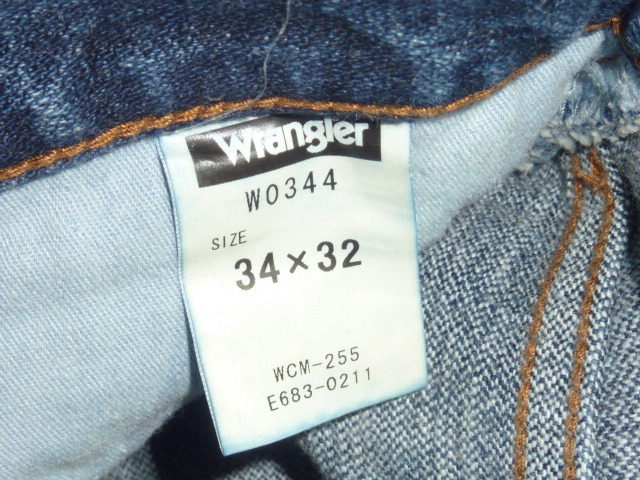 Wrangler
W0344
SIZE
34×32
WCM-255
E683-0211